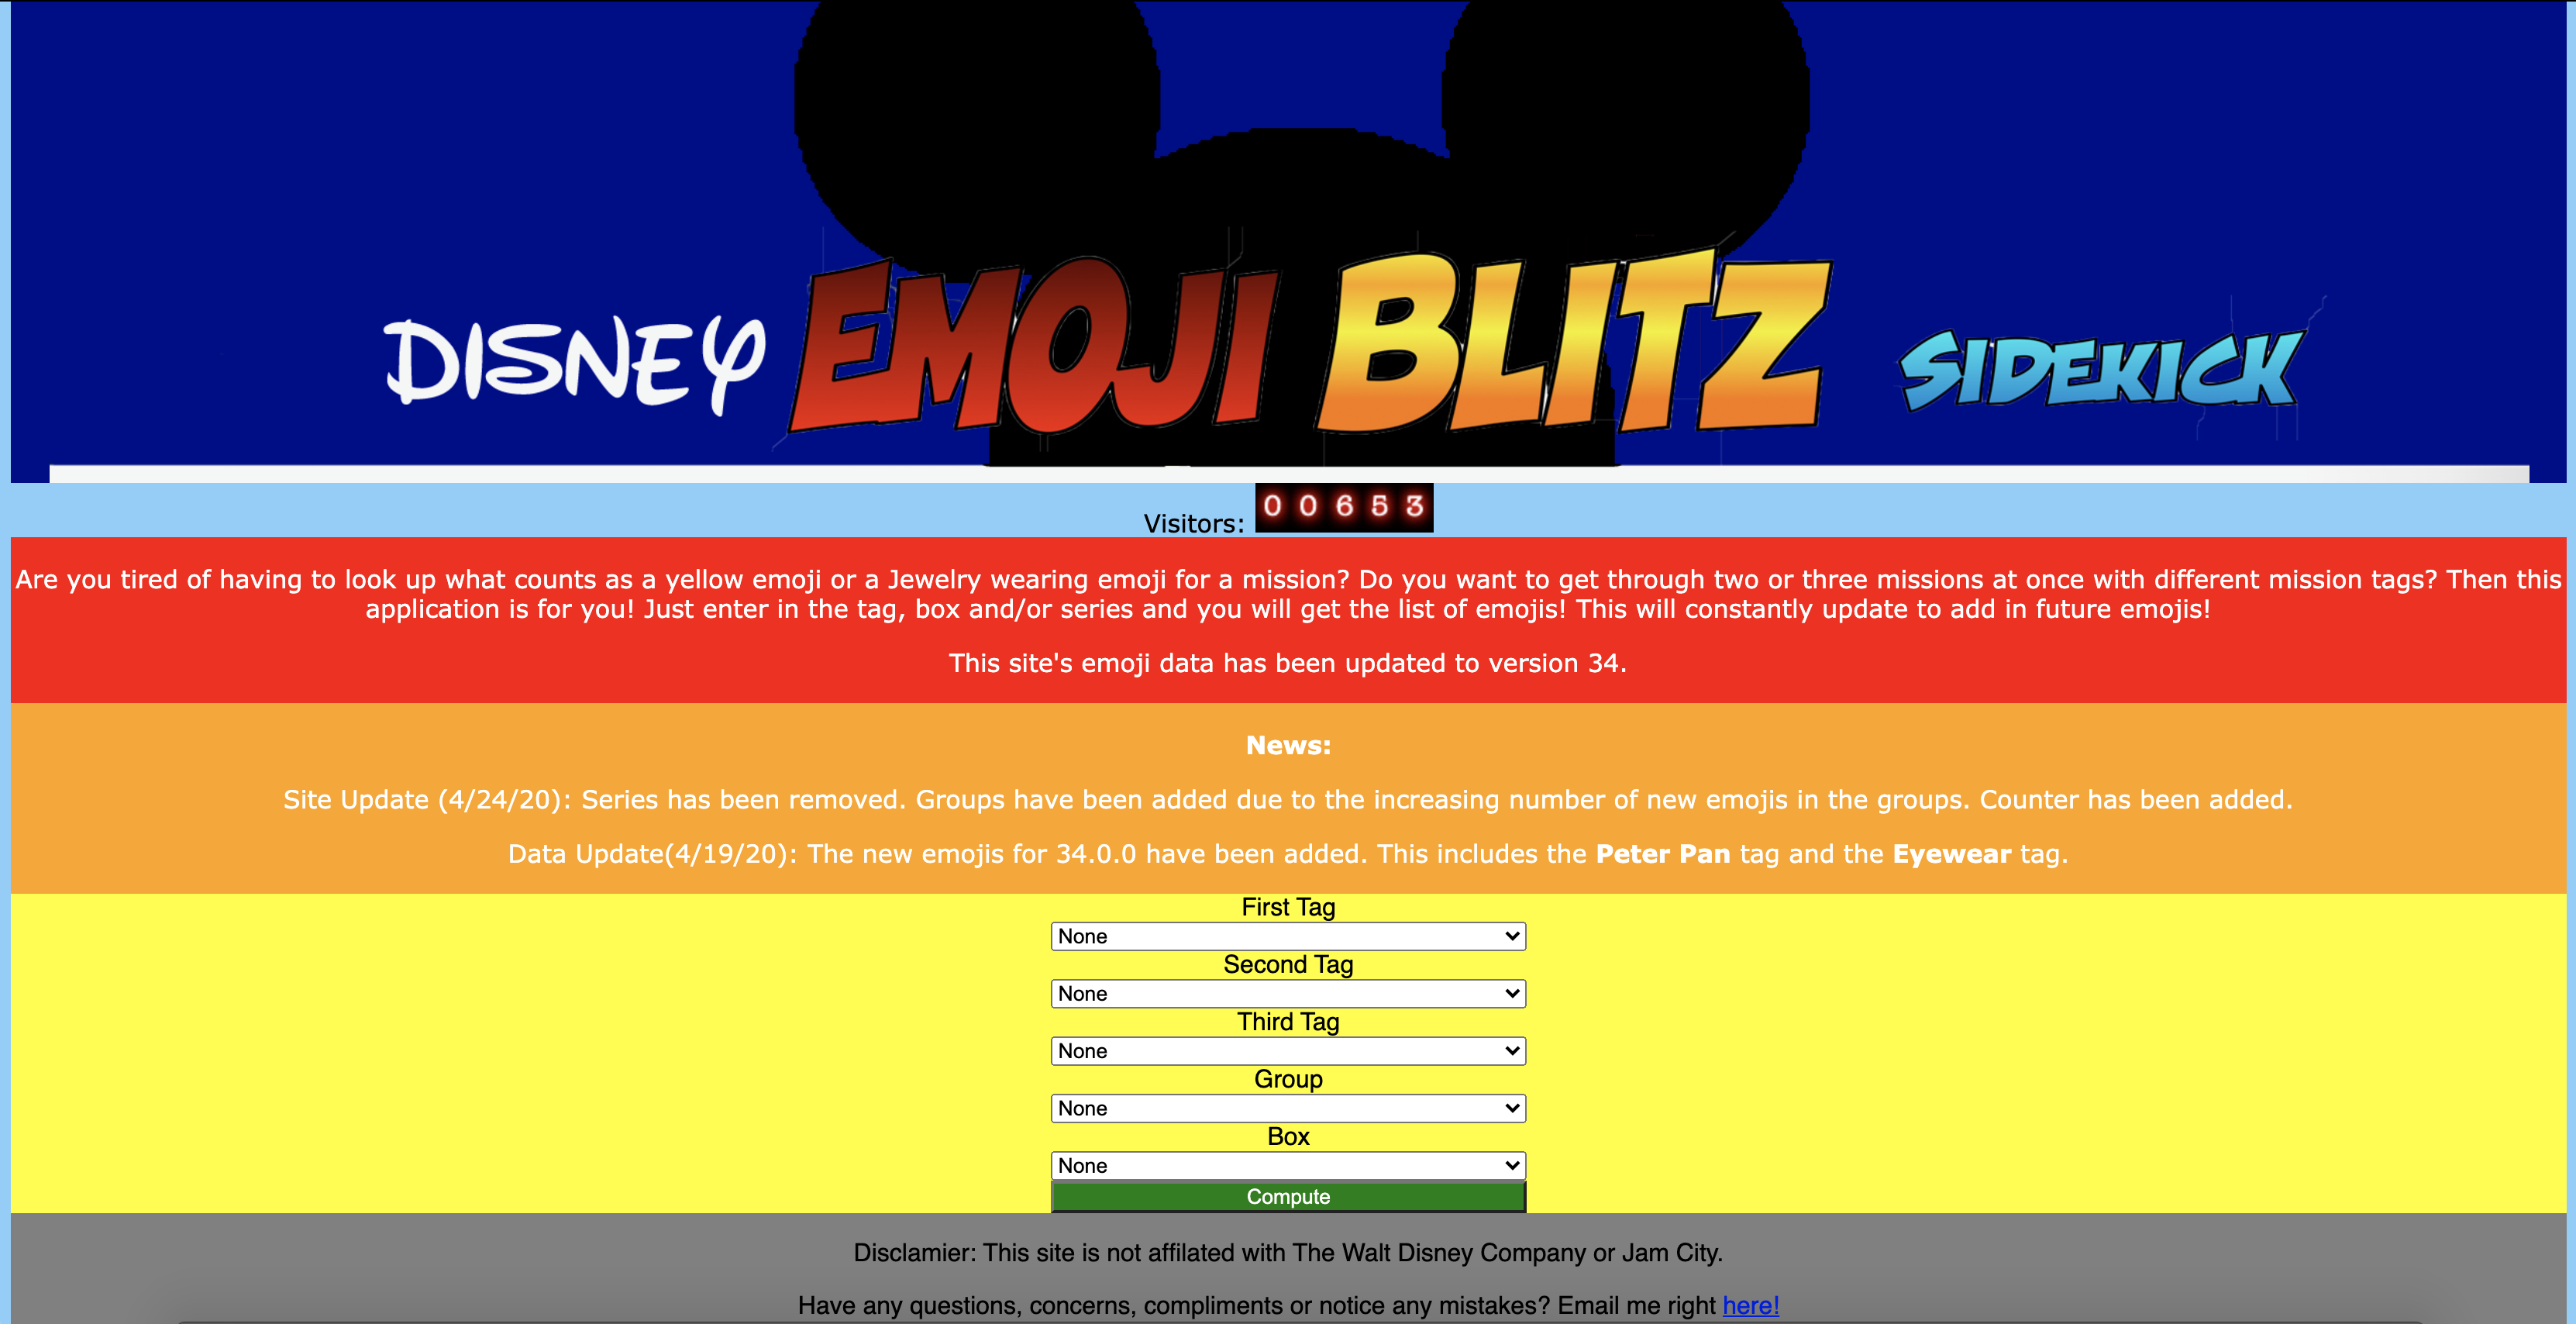 DISNEY EMOJI BLITZ SIDEKICK
Visitors: 00653
Are you tired of having to look up what counts as a yellow emoji or a Jewelry wearing emoji for a mission? Do you want to get through two or three missions at once with different mission tags? Then this
application is for you! Just enter in the tag, box and/or series and you will get the list of emojis! This will constantly update to add in future emojis!
This site's emoji data has been updated to version 34.
News:
Site Update (4/24/20): Series has been removed. Groups have been added due to the increasing number of new emojis in the groups. Counter has been added.
Data Update(4/19/20): The new emojis for 34.0.0 have been added. This includes the Peter Pan tag and the Eyewear tag.
First Tag
None
Second Tag
None
Third Tag
None
Group
None
Box
None
Compute
Disclamier: This site is not affilated with The Walt Disney Company or Jam City.
Have any questions, concerns, compliments or notice any mistakes? Email me right here!